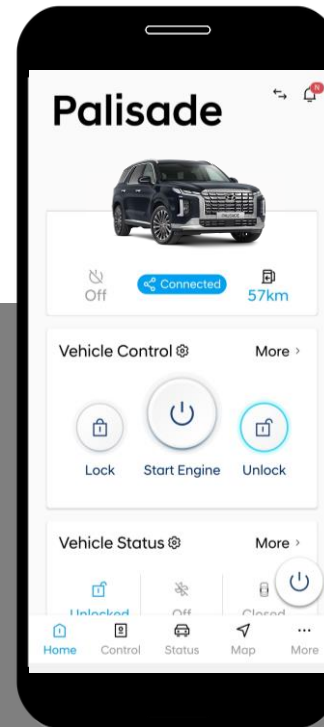 Palisade
N
Off
Connected
57km
Vehicle Control More >
Lock Start Engine Unlock
Vehicle Status More >
Unlocked Off Closed
Home Control Status Map More